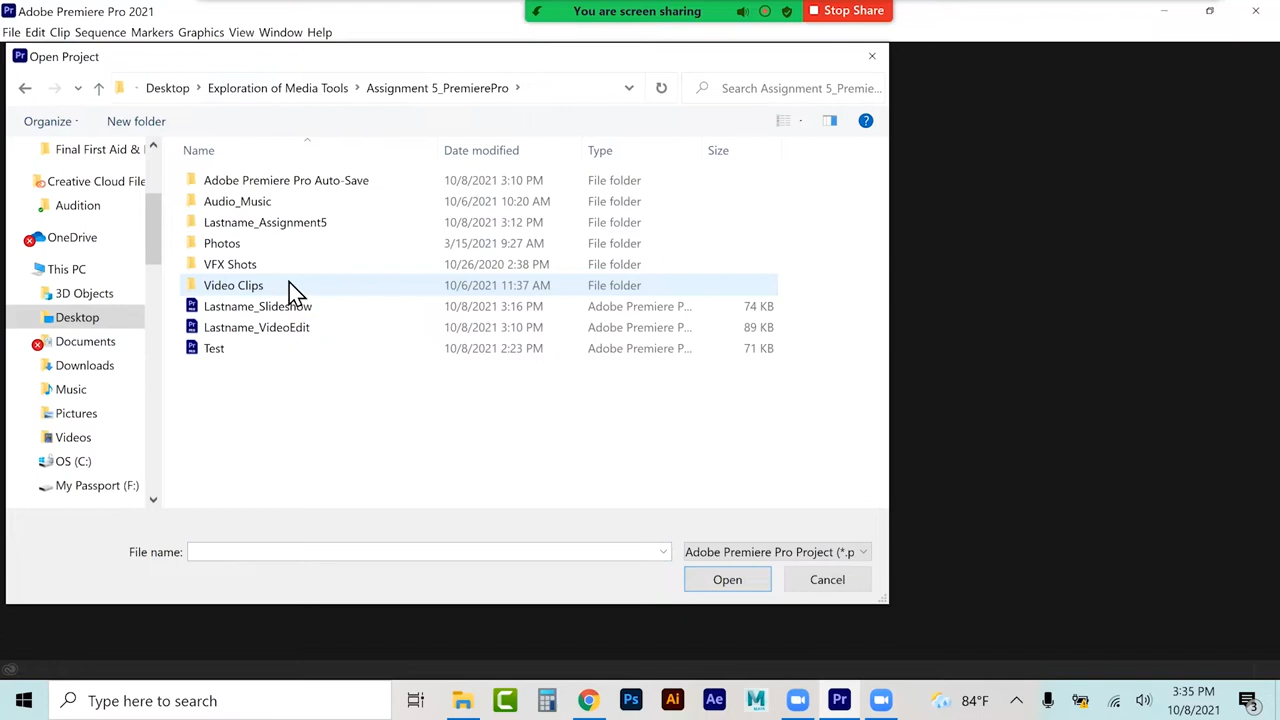 Adobe Premiere Pro 2021
You are screen sharing
Stop Share
File Edit Clip Sequence Markers Graphics View Window Help
Open Project
Desktop Exploration of Media Tools Assignment 5_PremierePro
Search Assignment 5_Premie...
Organize New folder
Name Date modified Type Size
Final First Aid &
Creative Cloud File
Audition
OneDrive
This PC
3D Objects
Desktop
Documents
Downloads
Music
Pictures
Videos
OS (C:)
My Passport (F:)
Adobe Premiere Pro Auto-Save 10/8/2021 3:10 PM File folder
Audio_Music 10/6/2021 10:20 AM File folder
Lastname_Assignment5 10/8/2021 3:12 PM File folder
Photos 3/15/2021 9:27 AM File folder
VFX Shots 10/26/2020 2:38 PM File folder
Video Clips 10/6/2021 11:37 AM File folder
Lastname_Slideshow 10/8/2021 3:16 PM Adobe Premiere P... 74 KB
Lastname_VideoEdit 10/8/2021 3:10 PM Adobe Premiere P... 89 KB
Test 10/8/2021 2:23 PM Adobe Premiere P... 71 KB
File name:
Adobe Premiere Pro Project (*.p
Open Cancel
Type here to search
Ps Ai Ae M Pr
84°F
3:35 PM
10/8/2021
3